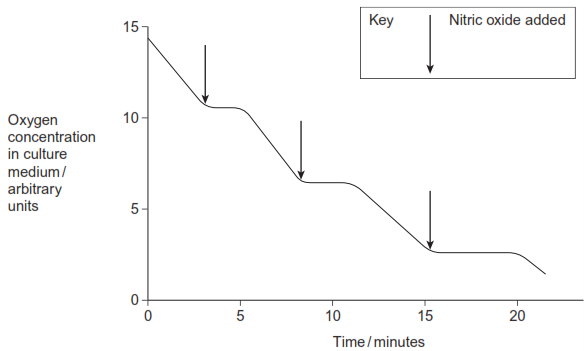 Key
Nitric oxide added
Oxygen
concentration
in culture
medium /
arbitrary
units
15
10
5
0
0 5 10 15 20
Time / minutes